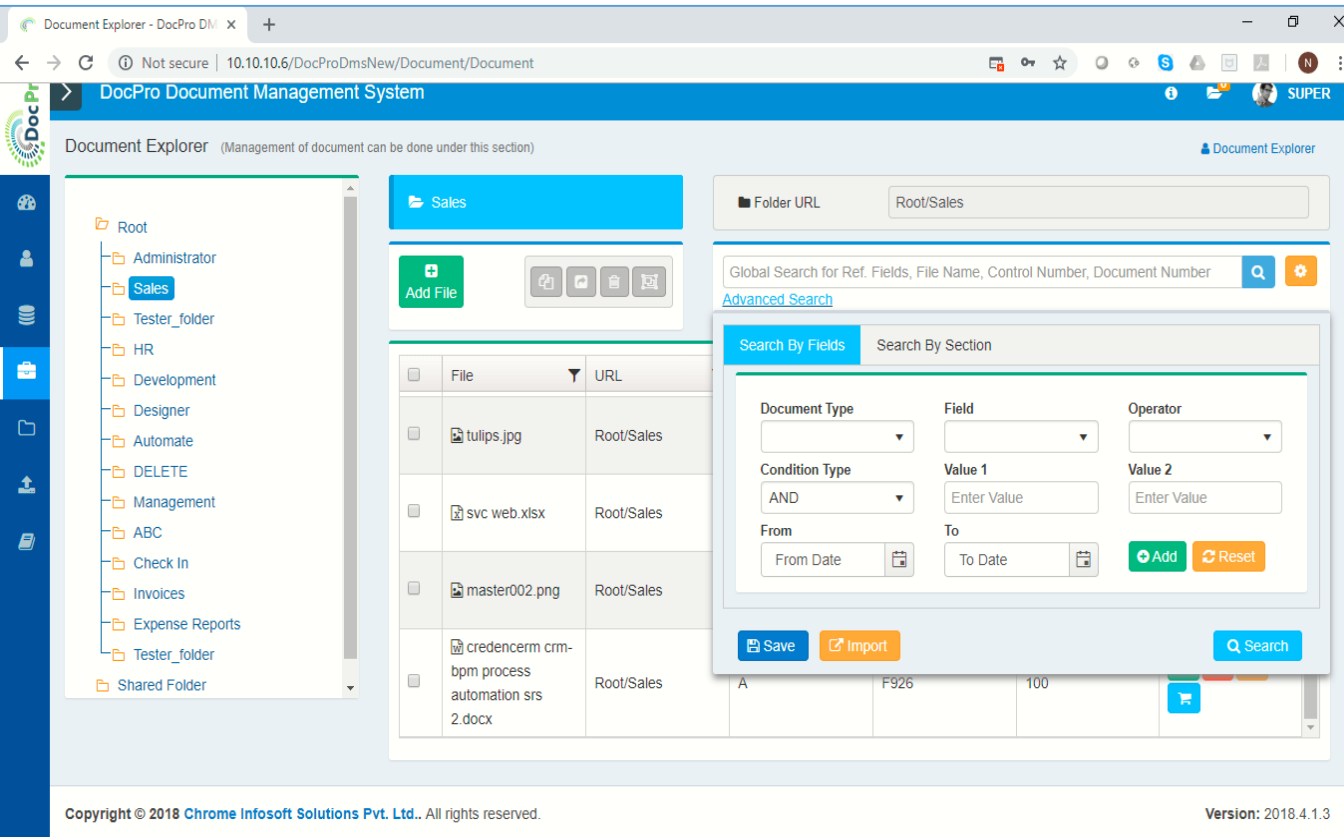 Document Explorer - DocPro DM
Not secure | 10.10.10.6/DocProDmsNew/Document/Document
N
DocPro
DocPro Document Management System
SUPER
Document Explorer (Management of document can be done under this section)
Document Explorer
Root
Administrator
Sales
Tester_folder
HR
Development
Designer
Automate
DELETE
Management
ABC
Check In
Invoices
Expense Reports
Tester_folder
Shared Folder
Sales
Folder URL
Root/Sales
Add File
Global Search for Ref. Fields, File Name, Control Number, Document Number
Advanced Search
File URL
tulips.jpg Root/Sales
svc web.xlsx Root/Sales
master002.png Root/Sales
credencerm crm-
bpm process
automation srs
2.docx
Root/Sales A F926 100
Search By Fields Search By Section
Document Type Field Operator
Condition Type Value 1 Value 2
AND Enter Value Enter Value
From To
From Date To Date Add Reset
Save Import Search
Copyright © 2018 Chrome Infosoft Solutions Pvt. Ltd.. All rights reserved.
Version: 2018.4.1.3